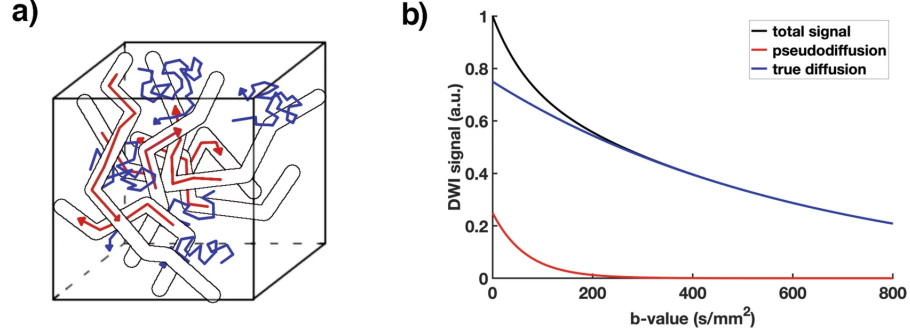 a)
b)
total signal
pseudodiffusion
true diffusion
DWI signal (a.u.)
1
0.8
0.6
0.4
0.2
0
0
200
400
600
800
b-value (s/mm²)